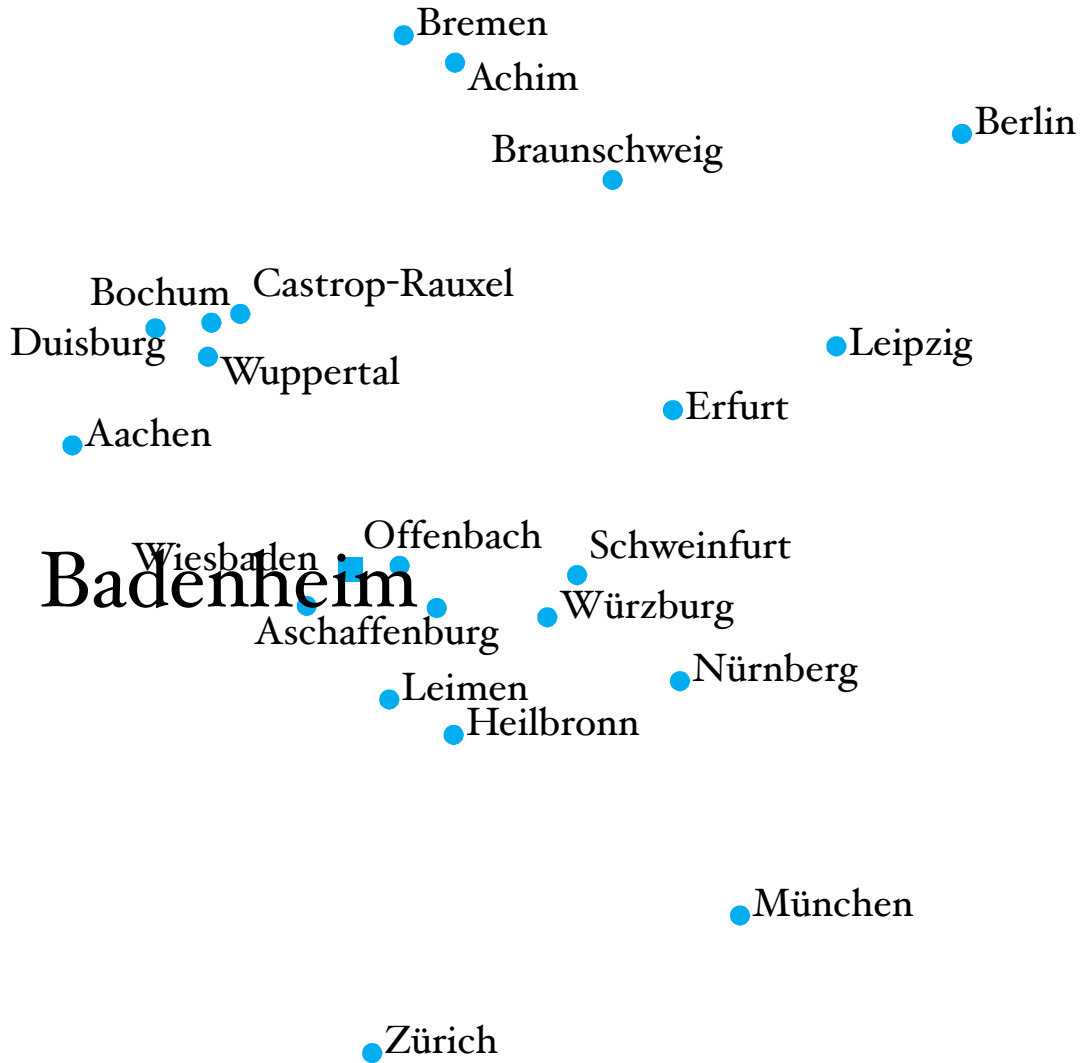 Bremen
Achim
Berlin
Braunschweig
Castrop-Rauxel
Bochum
Duisburg
Leipzig
Wuppertal
Erfurt
Aachen
Offenbach
Schweinfurt
Wiesbaden
Badenheim
Würzburg
Aschaffenburg
Nürnberg
Leimen
Heilbronn
München
Zürich